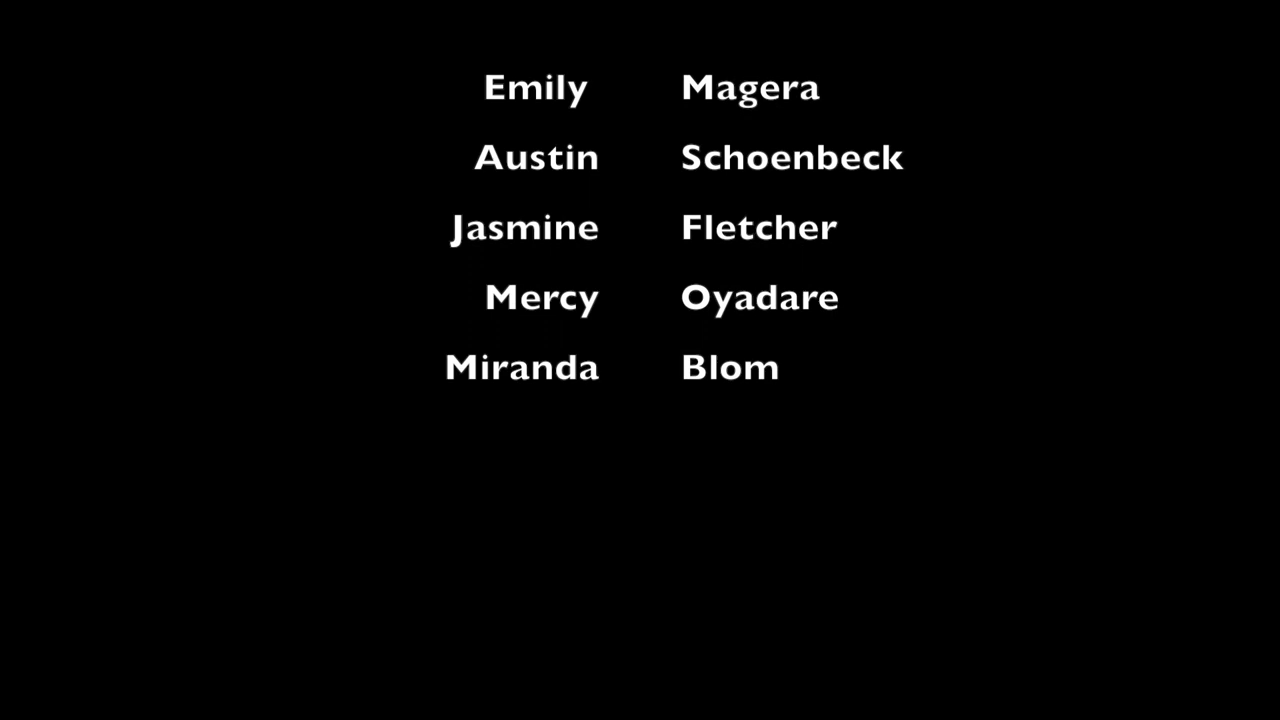 Emily Magera
Austin Schoenbeck
Jasmine Fletcher
Mercy Oyadare
Miranda Blom